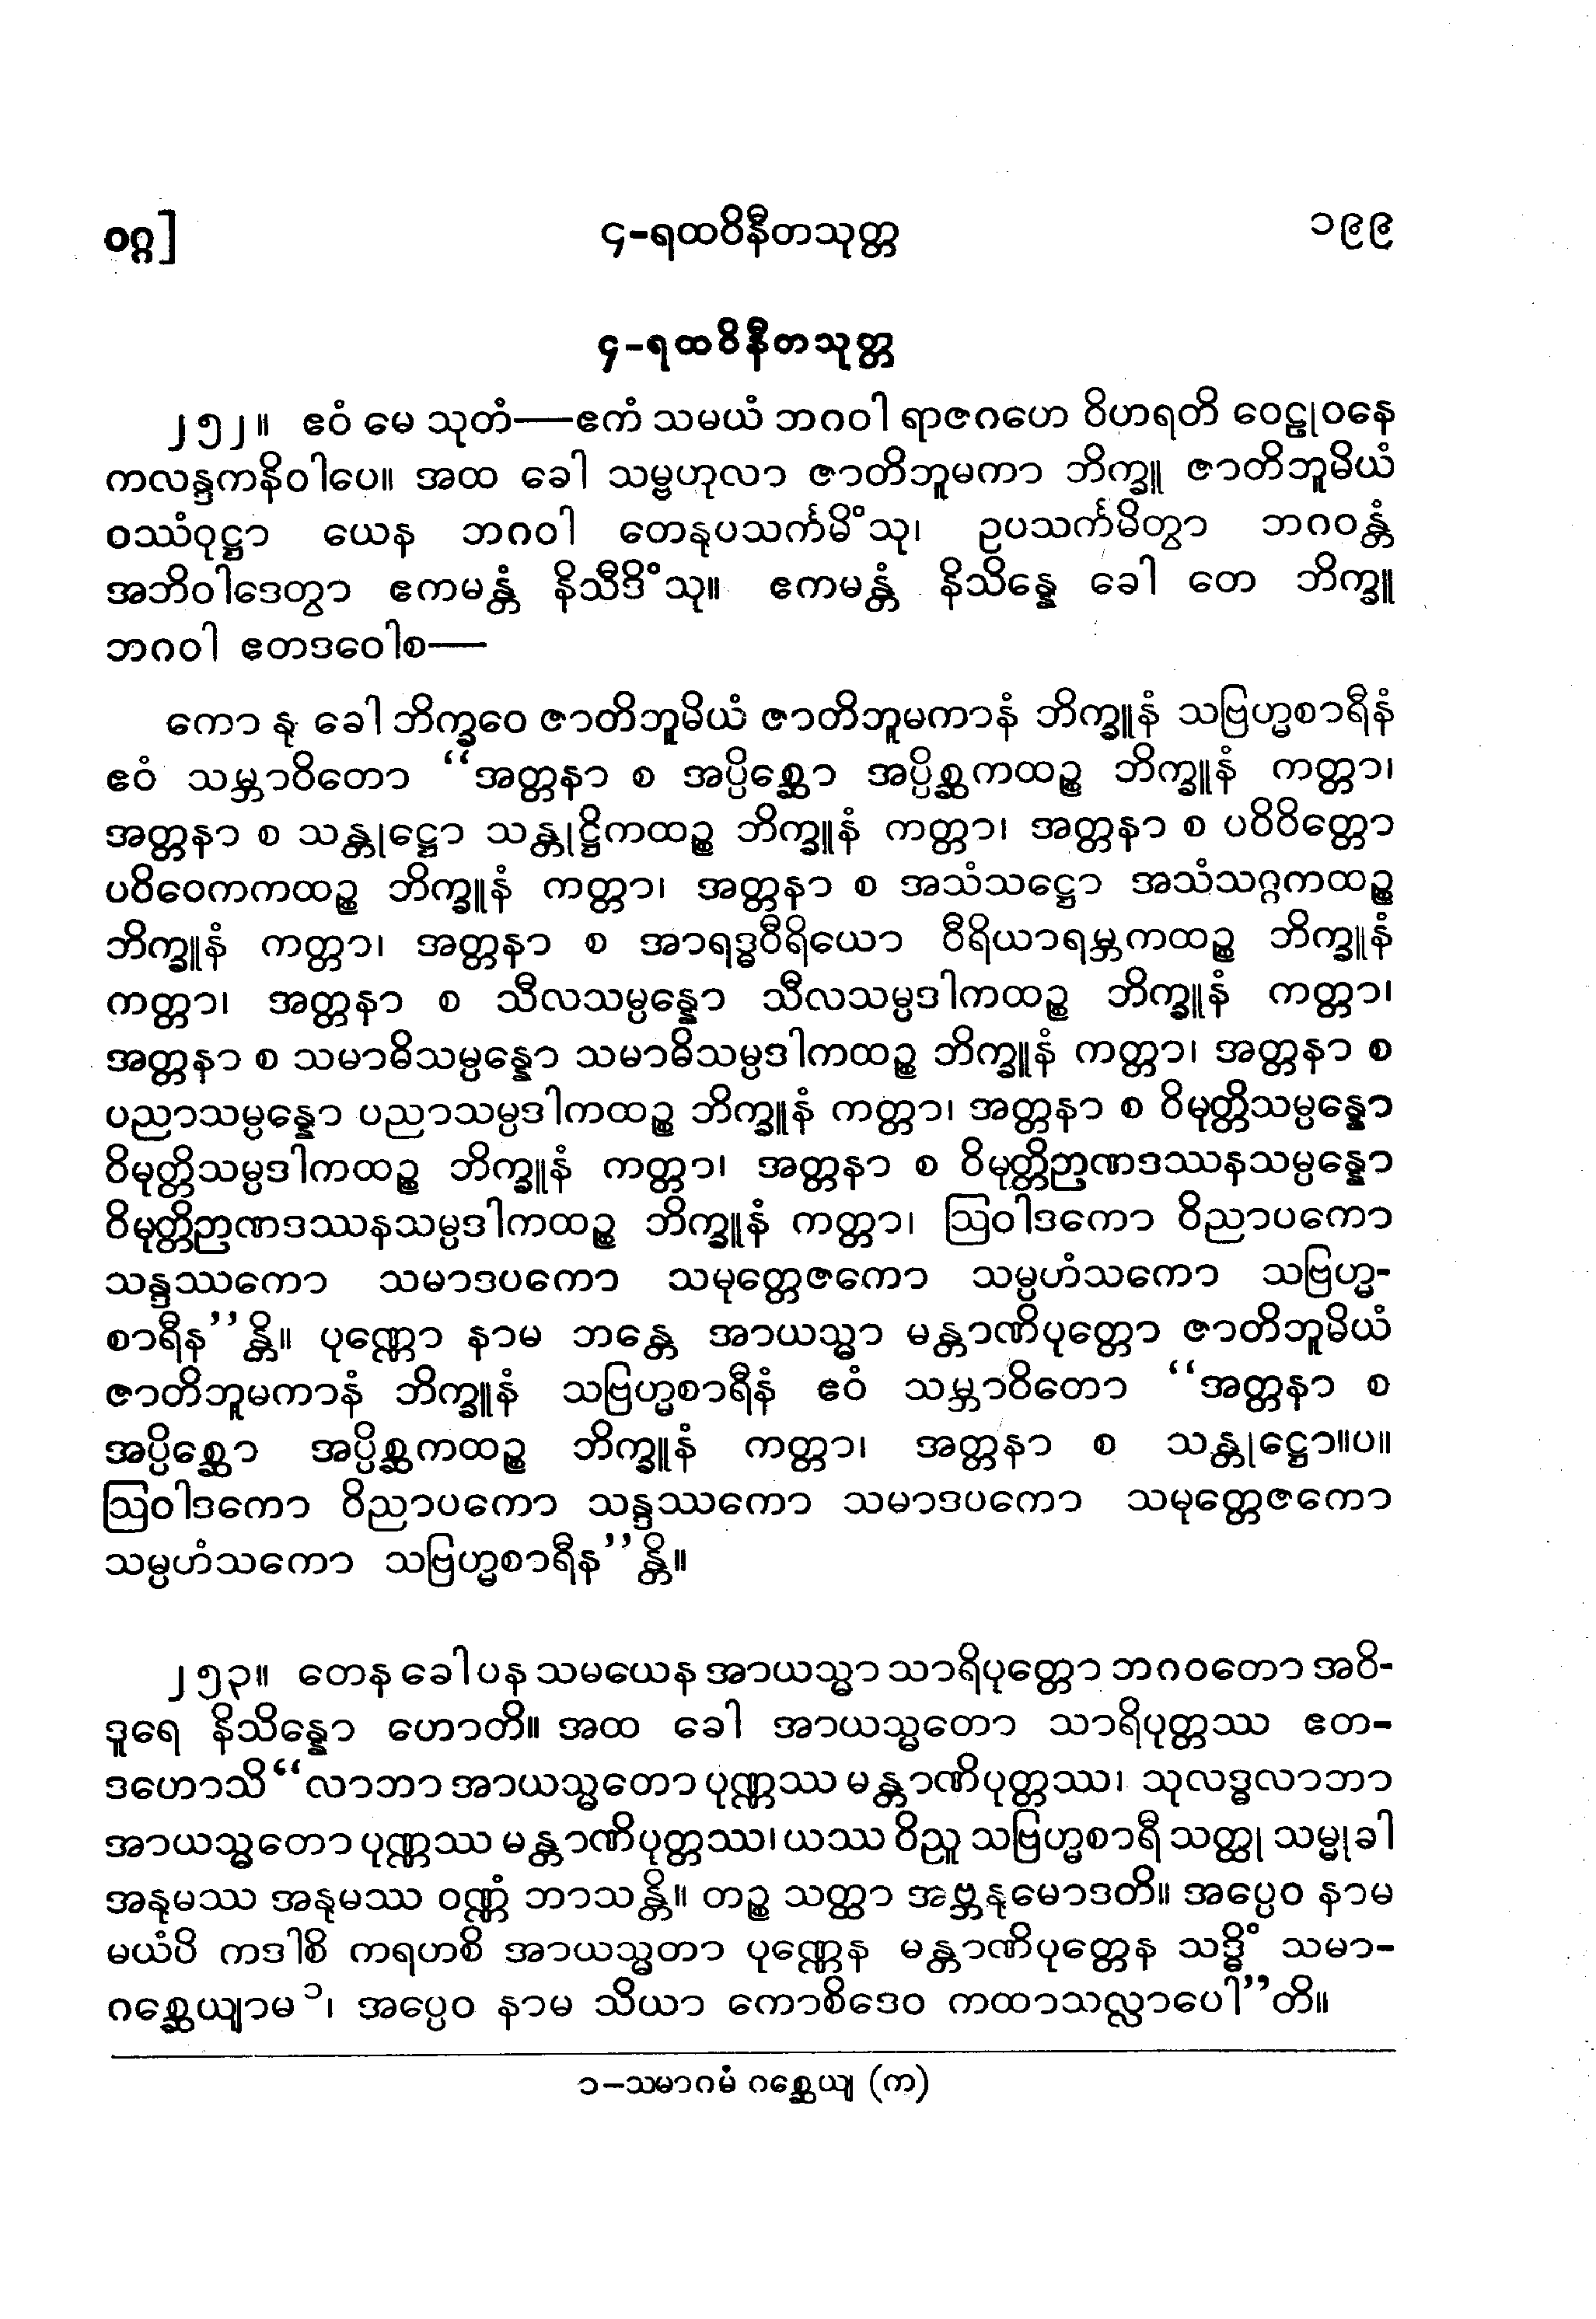 ဝဂ္ဂ]
၄-ရထဝိနီတသုတ္တ
၁၉၉
၄-ရထဝိနီတသုတ္တ
၂၅၂။ ဧဝံ မေ သုတံ—ဧကံ သမယံ ဘဂဝါ ရာဇဂဟေ ဝိဟရတိ ဝေဠုဝနေ
ကလန္ဒကနိဝါပေ။ အထ ခေါ သမ္ဗဟုလာ ဇာတိဘူမကာ ဘိက္ခူ ဇာတိဘူမိယံ
ဝဿံဝုဋ္ဌာ ယေန ဘဂဝါ တေနုပသင်္ကမိံသု၊ ဥပသင်္ကမိတွာ ဘဂဝန္တံ
အဘိဝါဒေတွာ ဧကမန္တံ နိသီဒိံသု။ ဧကမန္တံ နိသိန္နေ ခေါ တေ ဘိက္ခူ
ဘဂဝါ ဧတဒဝေါစ—
ကော နု ခေါ ဘိက္ခဝေ ဇာတိဘူမိယံ ဇာတိဘူမကာနံ ဘိက္ခူနံ သဗြဟ္မစာရီနံ
ဧဝံ သမ္ဘာဝိတော “အတ္တနာ စ အပ္ပိစ္ဆော အပ္ပိစ္ဆကထဉ္စ ဘိက္ခူနံ ကတ္တာ၊
အတ္တနာ စ သန္တုဋ္ဌော သန္တုဋ္ဌိကထဉ္စ ဘိက္ခူနံ ကတ္တာ၊ အတ္တနာ စ ပဝိဝိတ္တော
ပဝိဝေကကထဉ္စ ဘိက္ခူနံ ကတ္တာ၊ အတ္တနာ စ အသံသဋ္ဌော အသံသဂ္ဂကထဉ္စ
ဘိက္ခူနံ ကတ္တာ၊ အတ္တနာ စ အာရဒ္ဓဝီရိယော ဝီရိယာရမ္ဘကထဉ္စ ဘိက္ခူနံ
ကတ္တာ၊ အတ္တနာ စ သီလသမ္ပန္နော သီလသမ္ပဒါကထဉ္စ ဘိက္ခူနံ ကတ္တာ၊
အတ္တနာ စ သမာဓိသမ္ပန္နော သမာဓိသမ္ပဒါကထဉ္စ ဘိက္ခူနံ ကတ္တာ၊ အတ္တနာ စ
ပညာသမ္ပန္နော ပညာသမ္ပဒါကထဉ္စ ဘိက္ခူနံ ကတ္တာ၊ အတ္တနာ စ ဝိမုတ္တိသမ္ပန္နော
ဝိမုတ္တိသမ္ပဒါကထဉ္စ ဘိက္ခူနံ ကတ္တာ၊ အတ္တနာ စ ဝိမုတ္တိဉာဏဒဿနသမ္ပန္နော
ဝိမုတ္တိဉာဏဒဿနသမ္ပဒါကထဉ္စ ဘိက္ခူနံ ကတ္တာ၊ ဩဝါဒကော ဝိညာပကော
သန္ဒဿကော သမာဒပကော သမုတ္တေဇကော သမ္ပဟံသကော သဗြဟ္မ-
စာရီန”န္တိ။ ပုဏ္ဏော နာမ ဘန္တေ အာယသ္မာ မန္တာဏိပုတ္တော ဇာတိဘူမိယံ
ဇာတိဘူမကာနံ ဘိက္ခူနံ သဗြဟ္မစာရီနံ ဧဝံ သမ္ဘာဝိတော “အတ္တနာ စ
အပ္ပိစ္ဆော အပ္ပိစ္ဆကထဉ္စ ဘိက္ခူနံ ကတ္တာ၊ အတ္တနာ စ သန္တုဋ္ဌော။ပ။
ဩဝါဒကော ဝိညာပကော သန္ဒဿကော သမာဒပကော သမုတ္တေဇကော
သမ္ပဟံသကော သဗြဟ္မစာရီန”န္တိ။
၂၅၃။ တေန ခေါ ပန သမယေန အာယသ္မာ သာရိပုတ္တော ဘဂဝတော အဝိ-
ဒူရေ နိသိန္နော ဟောတိ။ အထ ခေါ အာယသ္မတော သာရိပုတ္တဿ ဧတ-
ဒဟောသိ “လာဘာ အာယသ္မတော ပုဏ္ဏဿ မန္တာဏိပုတ္တဿ၊ သုလဒ္ဓလာဘာ
အာယသ္မတော ပုဏ္ဏဿ မန္တာဏိပုတ္တဿ၊ ယဿ ဝိညူ သဗြဟ္မစာရီ သတ္ထု သမ္မုခါ
အနုမဿ အနုမဿ ဝဏ္ဏံ ဘာသန္တိ။ တဉ္စ သတ္ထာ အဗ္ဘနုမောဒတိ။ အပ္ပေဝ နာမ
မယံပိ ကဒါစိ ကရဟစိ အာယသ္မတာ ပုဏ္ဏေန မန္တာဏိပုတ္တေန သဒ္ဓိံ သမာ-
ဂစ္ဆေယျာမ ၁၊ အပ္ပေဝ နာမ သိယာ ကောစိဒေဝ ကထာသလ္လာပေါ”တိ။
၁-သမာဂမံ ဂစ္ဆေယျ (က)